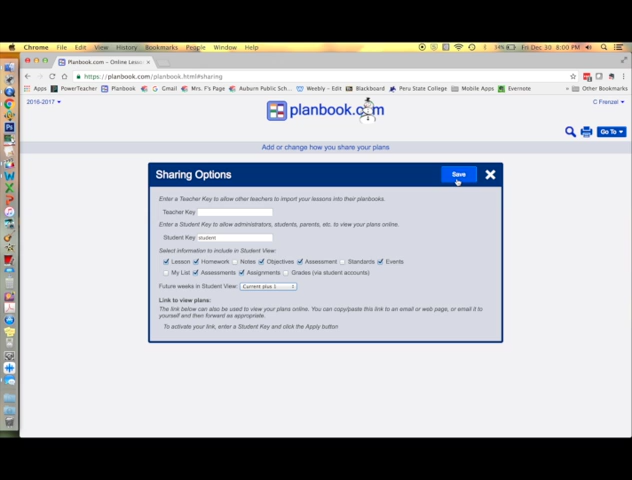 Chrome File Edit View History Bookmarks People Window Help 34% Fri Dec 30 8:00 PM
Planbook.com – Online Less
https://planbook.com/planbook.html#sharing
Apps PowerTeacher Planbook Gmail Mrs. F's Page Auburn Public Sch... Weebly - Edit Blackboard Peru State College Mobile Apps Evernote Other Bookmarks
2016-2017 C Frenzel
planbook.com
Go To
Add or change how you share your plans
Sharing Options Save
Enter a Teacher Key to allow other teachers to import your lessons into their planbooks.
Teacher Key
Enter a Student Key to allow administrators, students, parents, etc. to view your plans online.
Student Key student
Select information to include in Student View:
Lesson Homework Notes Objectives Assessment Standards Events
My List Assessments Assignments Grades (via student accounts)
Future weeks in Student View: Current plus 1
Link to view plans:
The link below can also be used to view your plans online. You can copy/paste this link to an email or web page, or email it to
yourself and then forward as appropriate.
To activate your link, enter a Student Key and click the Apply button